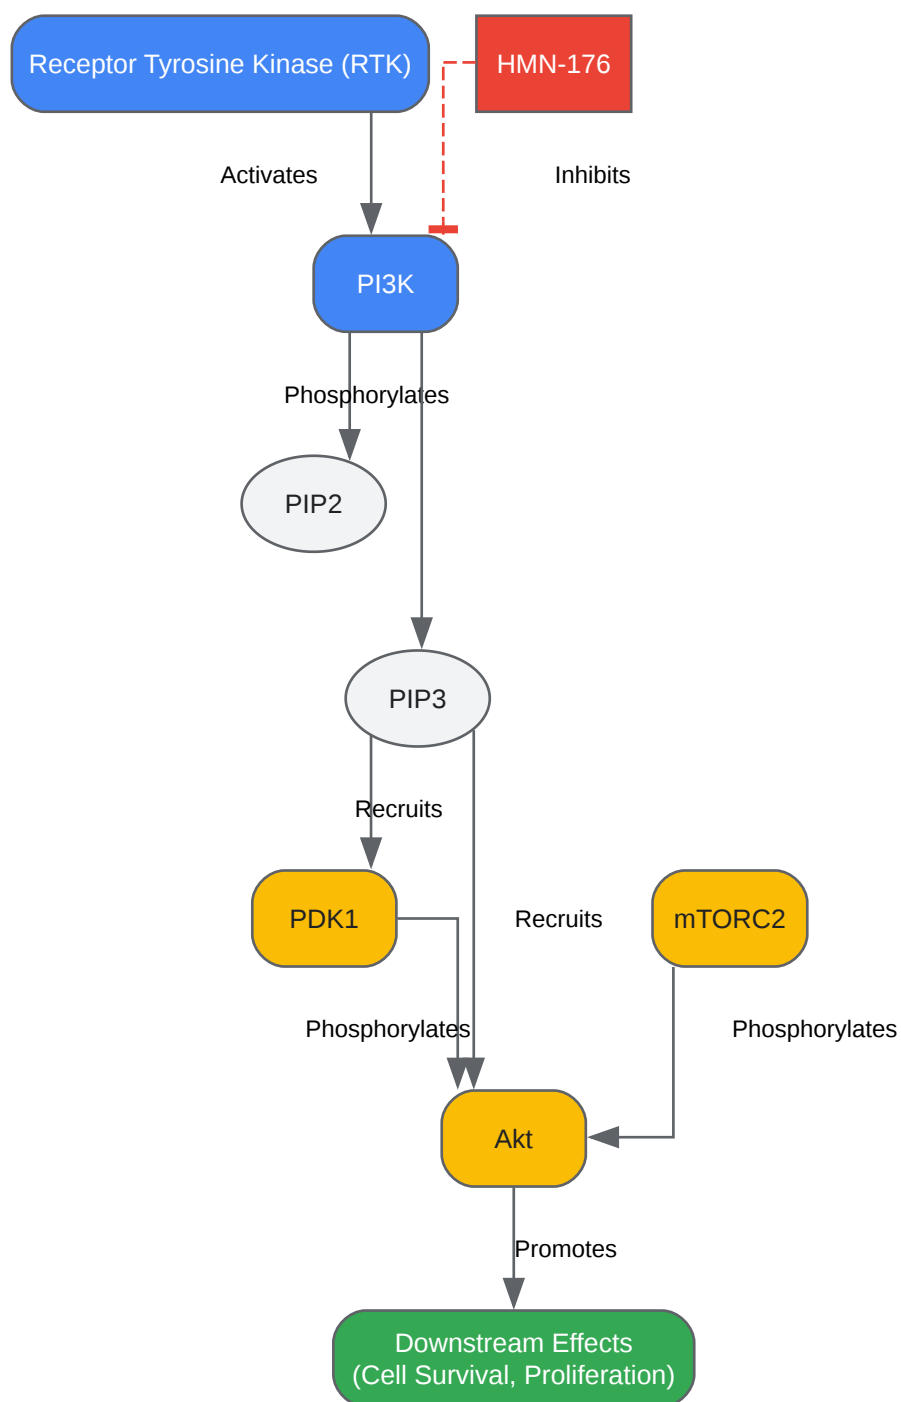 Receptor Tyrosine Kinase (RTK)
HMN-176
Activates
Inhibits
PI3K
Phosphorylates
PIP2
PIP3
Recruits
PDK1
Recruits
mTORC2
Phosphorylates
Phosphorylates
Akt
Promotes
Downstream Effects
(Cell Survival, Proliferation)